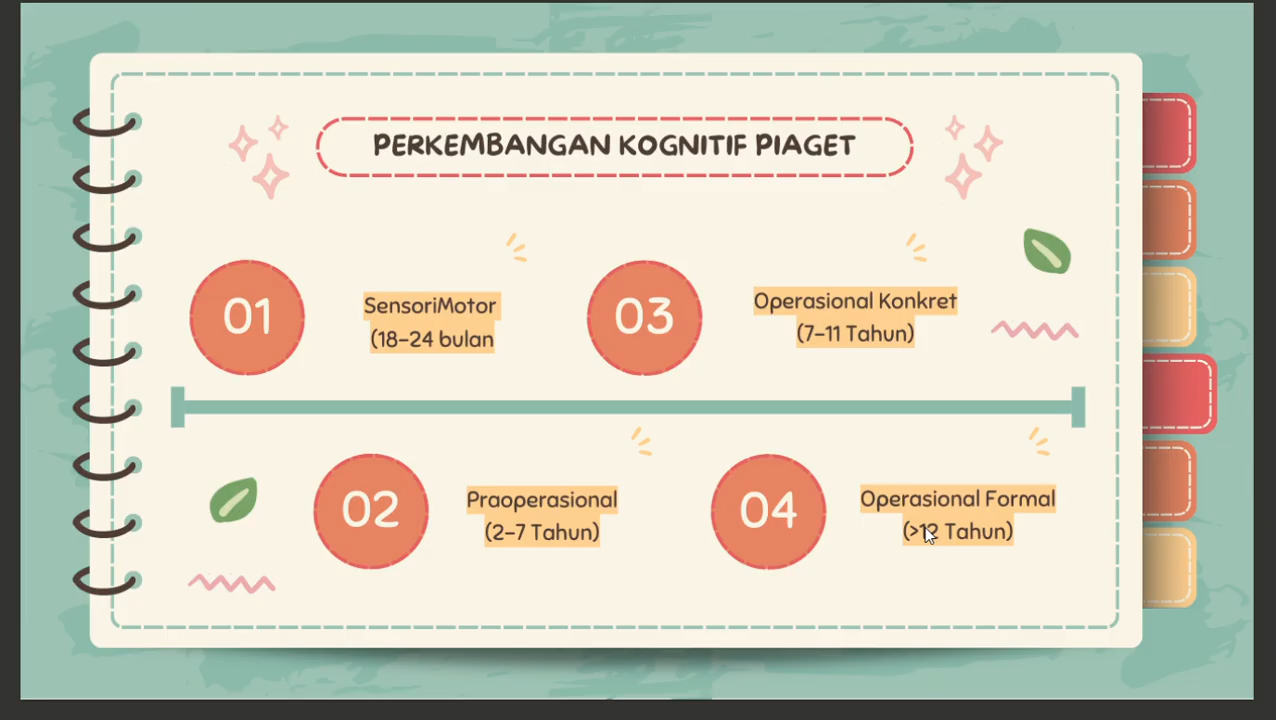 PERKEMBANGAN KOGNITIF PIAGET
01
SensoriMotor
(18-24 bulan
02
Praoperasional
(2-7 Tahun)
03
Operasional Konkret
(7-11 Tahun)
04
Operasional Formal
(>12 Tahun)